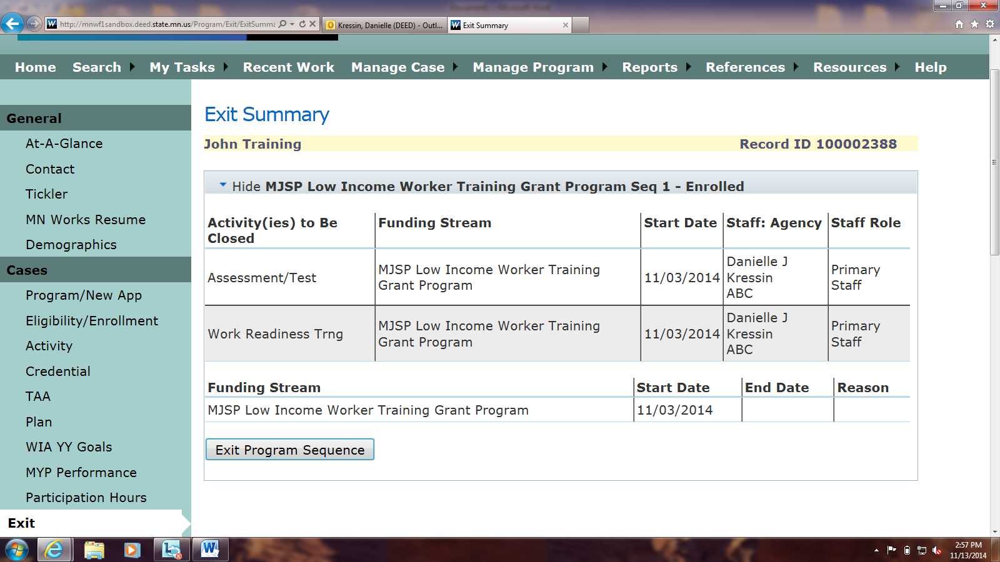 http://mnwf1sandbox.deed.state.mn.us/Program/Exit/ExitSumma
Kressin, Danielle (DEED) - Outl...
Exit Summary
Home Search My Tasks Recent Work Manage Case Manage Program Reports References Resources Help
General
At-A-Glance
Contact
Tickler
MN Works Resume
Demographics
Cases
Program/New App
Eligibility/Enrollment
Activity
Credential
TAA
Plan
WIA YY Goals
MYP Performance
Participation Hours
Exit
Exit Summary
John Training Record ID 100002388
Hide MJSP Low Income Worker Training Grant Program Seq 1 - Enrolled
Activity(ies) to Be Closed Funding Stream Start Date Staff: Agency Staff Role
Assessment/Test MJSP Low Income Worker Training Grant Program 11/03/2014 Danielle J Kressin ABC Primary Staff
Work Readiness Trng MJSP Low Income Worker Training Grant Program 11/03/2014 Danielle J Kressin ABC Primary Staff
Funding Stream Start Date End Date Reason
MJSP Low Income Worker Training Grant Program 11/03/2014
Exit Program Sequence
2:57 PM
11/13/2014